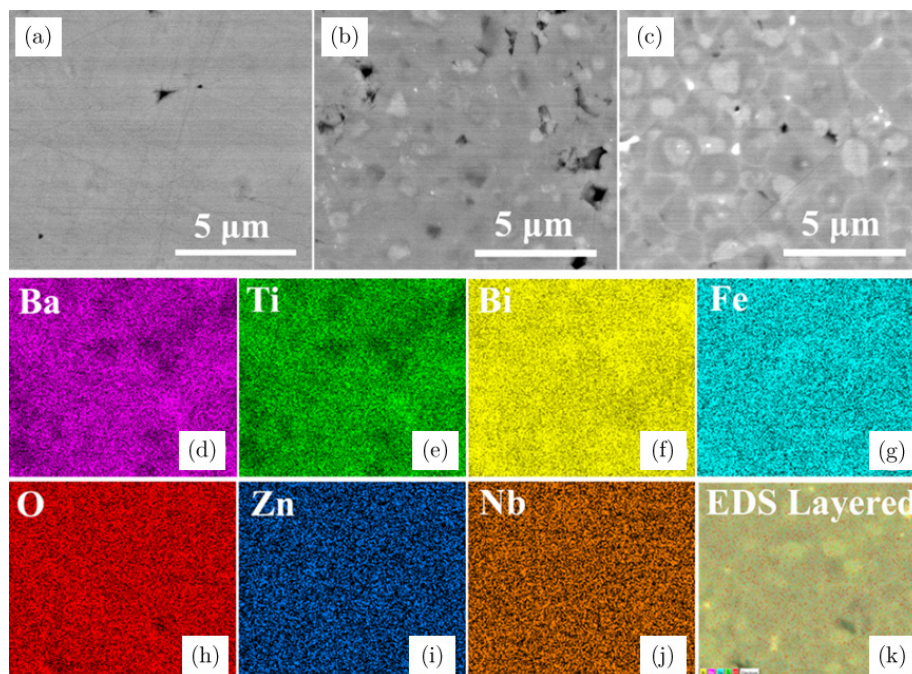 (a)
(b)
(c)
5 µm
5 µm
5 µm
Ba
Ti
Bi
Fe
(d)
(e)
(f)
(g)
O
Zn
Nb
EDS Layered
(h)
(i)
(j)
(k)